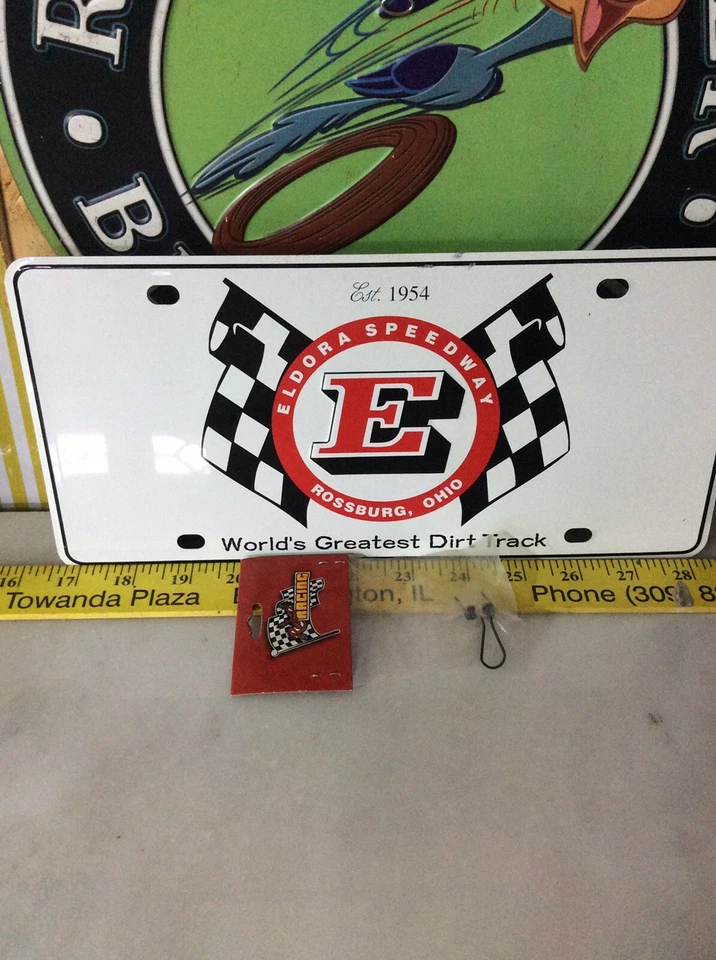 Est. 1954
ELDORA SPEEDWAY
E
ROSSBURG, OHIO
World's Greatest Dirt Track
16 17 18 19 20 23 24 25 26 27 28
Towanda Plaza
IL
Phone (309
RACING